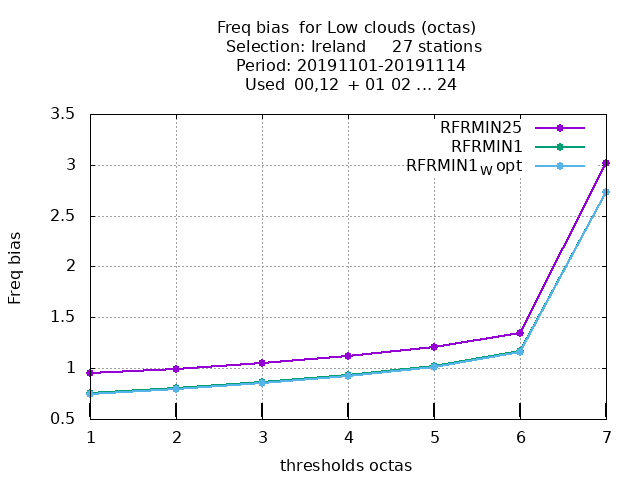 Freq bias  for Low clouds (octas)
Selection: Ireland     27 stations
Period: 20191101-20191114
Used  00,12  + 01 02 ... 24
RFRMIN25
RFRMIN1
RFRMIN1W opt
3.5
3
2.5
2
1.5
1
0.5
Freq bias
1 2 3 4 5 6 7
thresholds octas